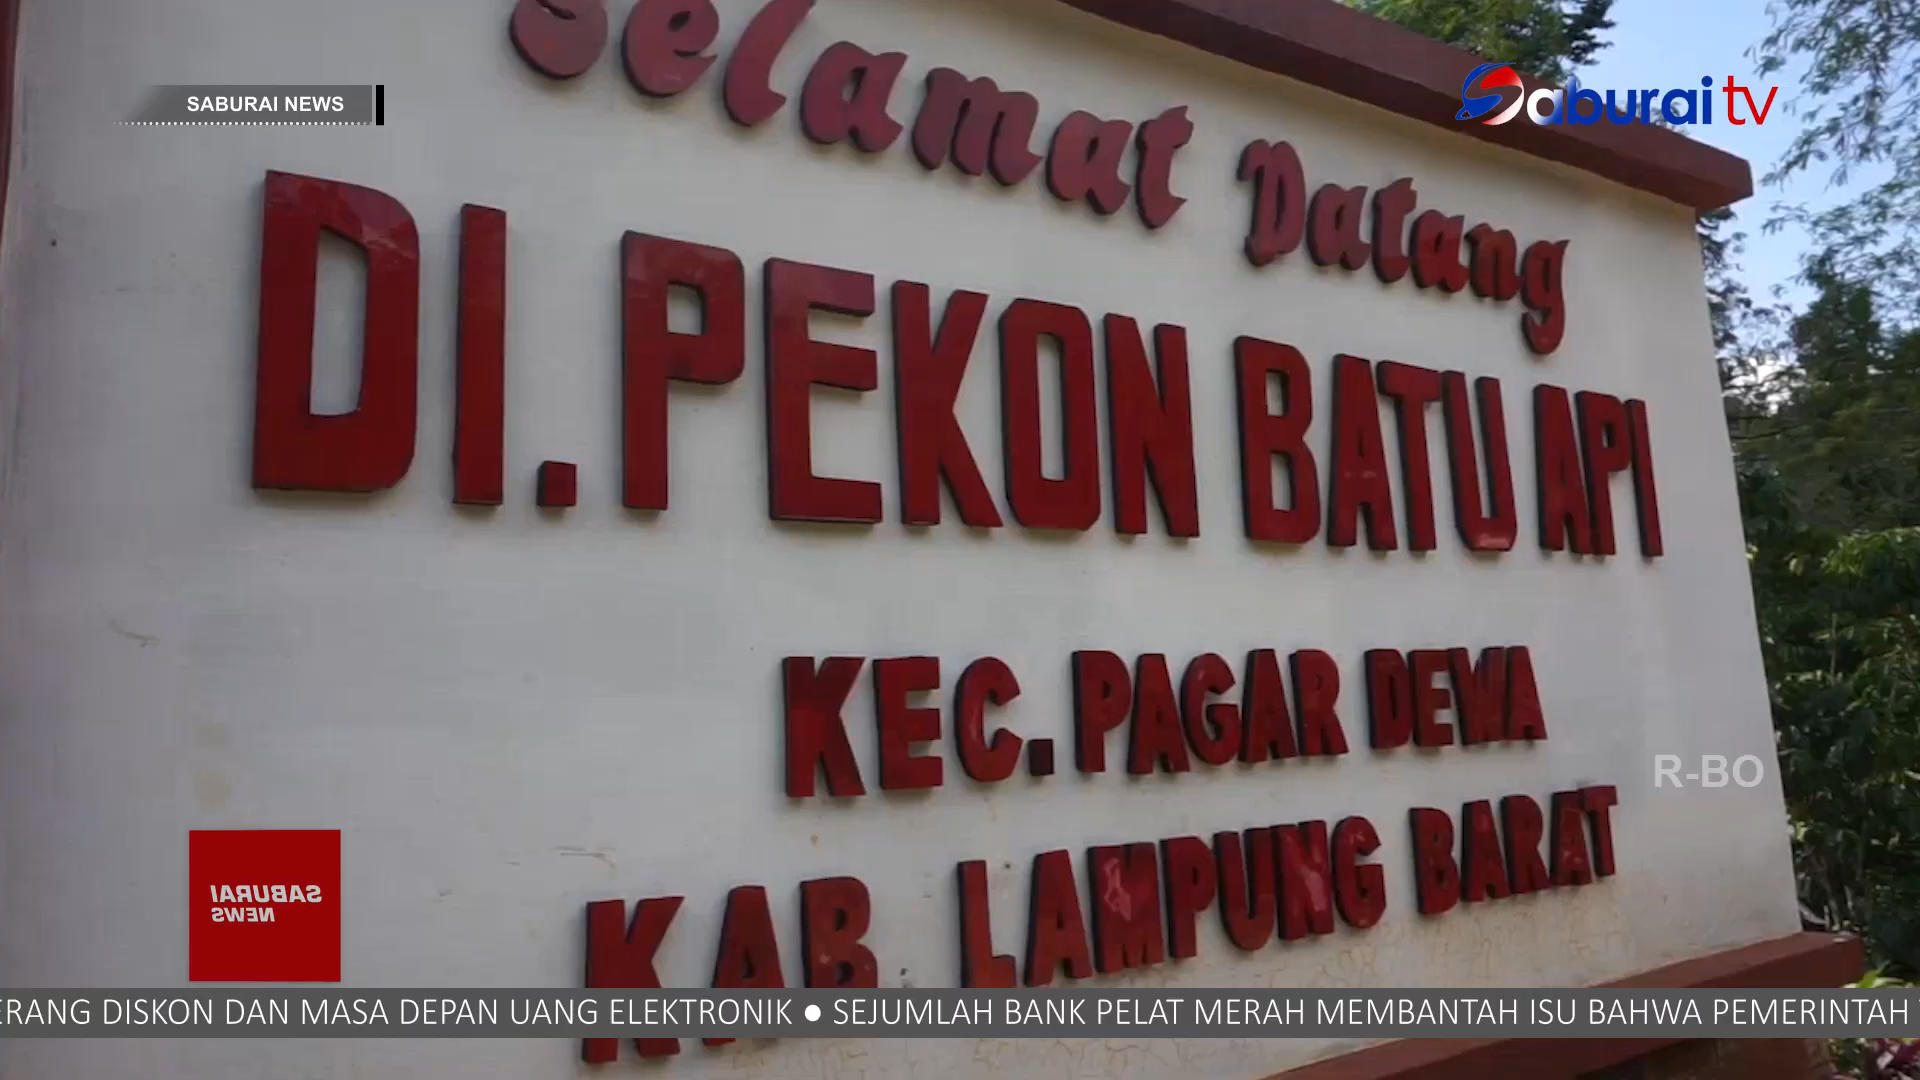 SABURAI NEWS
Saburai tv
Selamat Datang
DI. PEKON BATU API
KEC. PAGAR DEWA
R-BO
KAB. LAMPUNG BARAT
SABURAI
NEWS
ERANG DISKON DAN MASA DEPAN UANG ELEKTRONIK ● SEJUMLAH BANK PELAT MERAH MEMBANTAH ISU BAHWA PEMERINTAH